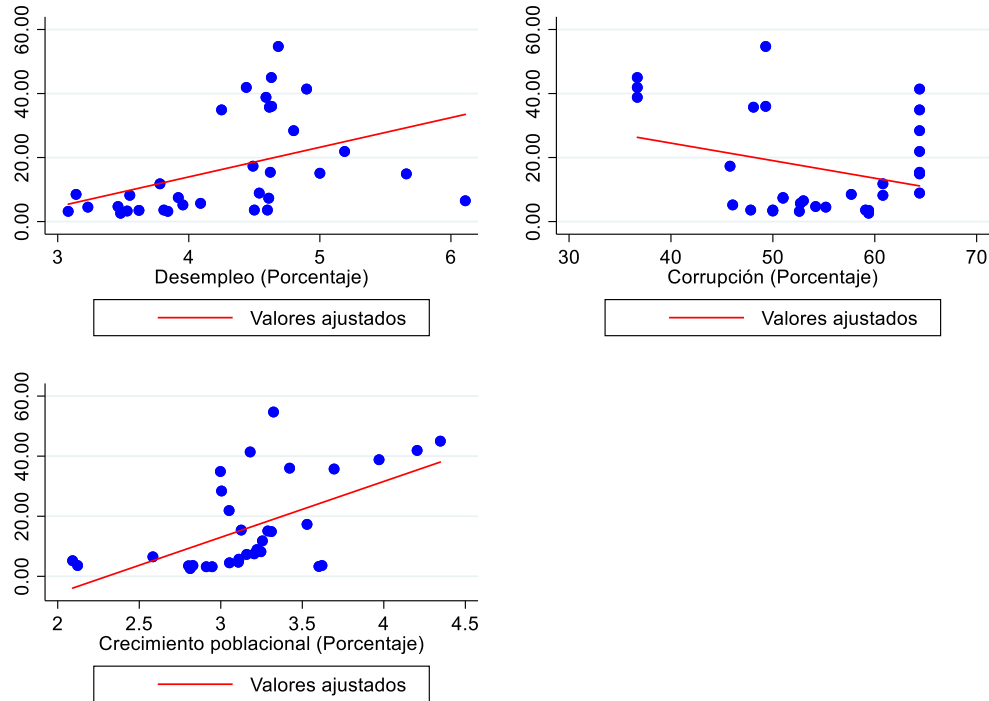 60.00
40.00
20.00
0.00
3 4 5 6
Desempleo (Porcentaje)
Valores ajustados
60.00
40.00
20.00
0.00
30 40 50 60 70
Corrupción (Porcentaje)
Valores ajustados
60.00
40.00
20.00
0.00
2 2.5 3 3.5 4 4.5
Crecimiento poblacional (Porcentaje)
Valores ajustados